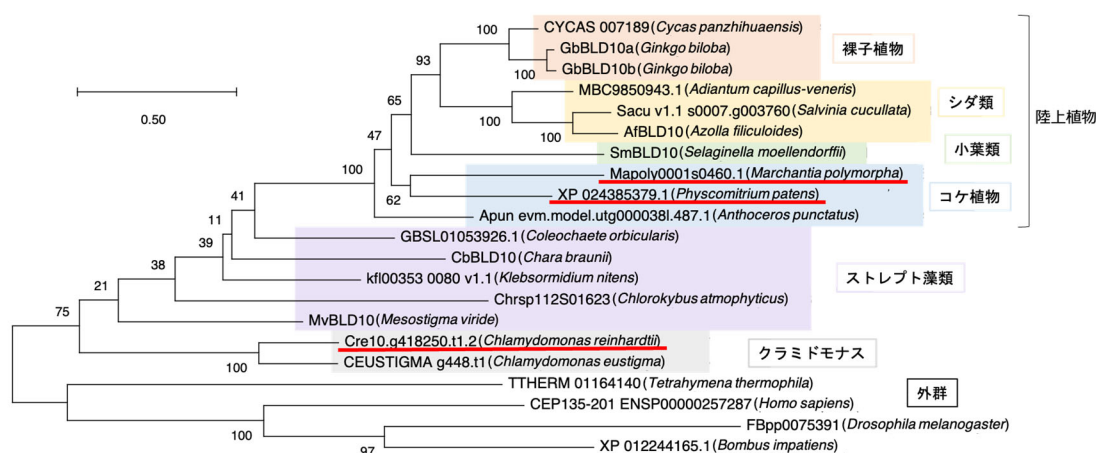 CYCAS 007189 (Cycas panzhihuaensis)
GbBLD10a (Ginkgo biloba)
GbBLD10b (Ginkgo biloba)
裸子植物
MBC9850943.1 (Adiantum capillus-veneris)
Sacu v1.1 s0007.g003760 (Salvinia cucullata)
AfBLD10 (Azolla filiculoides)
シダ類
陸上植物
SmBLD10 (Selaginella moellendorffii)
小葉類
Mapoly0001s0460.1 (Marchantia polymorpha)
XP 024385379.1 (Physcomitrium patens)
Apun evm.model.utg000038l.487.1 (Anthoceros punctatus)
コケ植物
GBSL01053926.1 (Coleochaete orbicularis)
CbBLD10 (Chara braunii)
kfl00353 0080 v1.1 (Klebsormidium nitens)
Chrsp112S01623 (Chlorokybus atmophyticus)
MvBLD10 (Mesostigma viride)
ストレプト藻類
Cre10.g418250.t1.2 (Chlamydomonas reinhardtii)
CEUSTIGMA g448.t1 (Chlamydomonas eustigma)
クラミドモナス
TTHERM 01164140 (Tetrahymena thermophila)
CEP135-201 ENSP00000257287 (Homo sapiens)
FBpp0075391 (Drosophila melanogaster)
XP 012244165.1 (Bombus impatiens)
外群
0.50
100
100
93
100
100
65
47
100
62
41
11
39
38
21
75
100
100
97